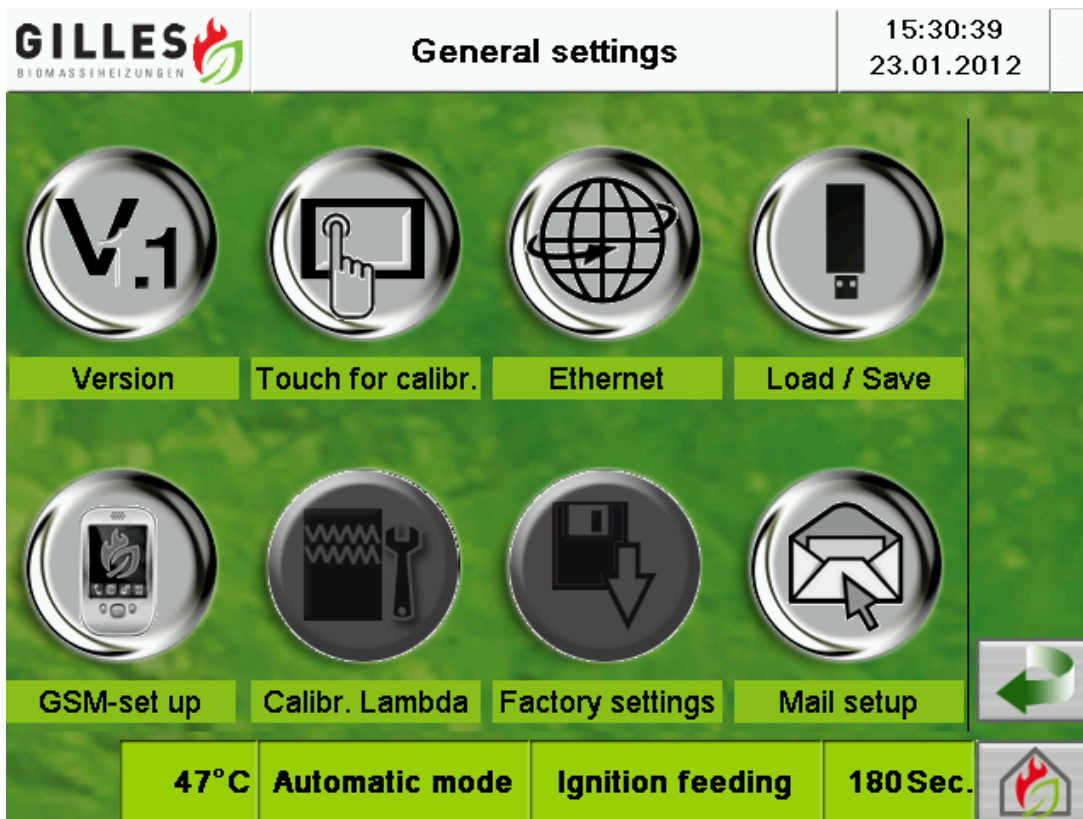 GILLES
BIOMASSEHEIZUNGEN
General settings
15:30:39
23.01.2012
V.1
Version
Touch for calibr.
Ethernet
Load / Save
GSM-set up
Calibr. Lambda
Factory settings
Mail setup
47°C
Automatic mode
Ignition feeding
180 Sec.